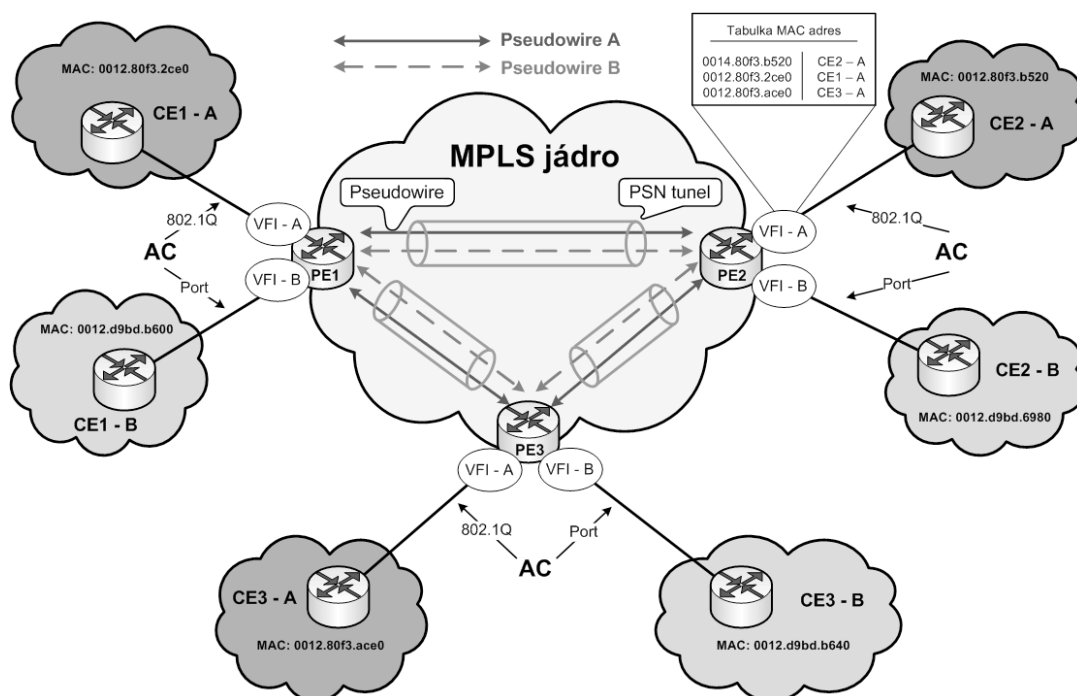 Pseudowire A
Pseudowire B
Tabulka MAC adres
0014.80f3.b520 CE2 – A
0012.80f3.2ce0 CE1 – A
0012.80f3.ace0 CE3 – A
MAC: 0012.80f3.2ce0
CE1 - A
MAC: 0012.80f3.b520
CE2 - A
MPLS jádro
Pseudowire
PSN tunel
802.1Q
AC
Port
VFI - A
VFI - B
PE1
PE2
VFI - A
VFI - B
802.1Q
AC
Port
MAC: 0012.d9bd.b600
CE1 - B
CE2 - B
MAC: 0012.d9bd.6980
PE3
VFI - A
VFI - B
802.1Q
Port
AC
CE3 - A
MAC: 0012.80f3.ace0
CE3 - B
MAC: 0012.d9bd.b640